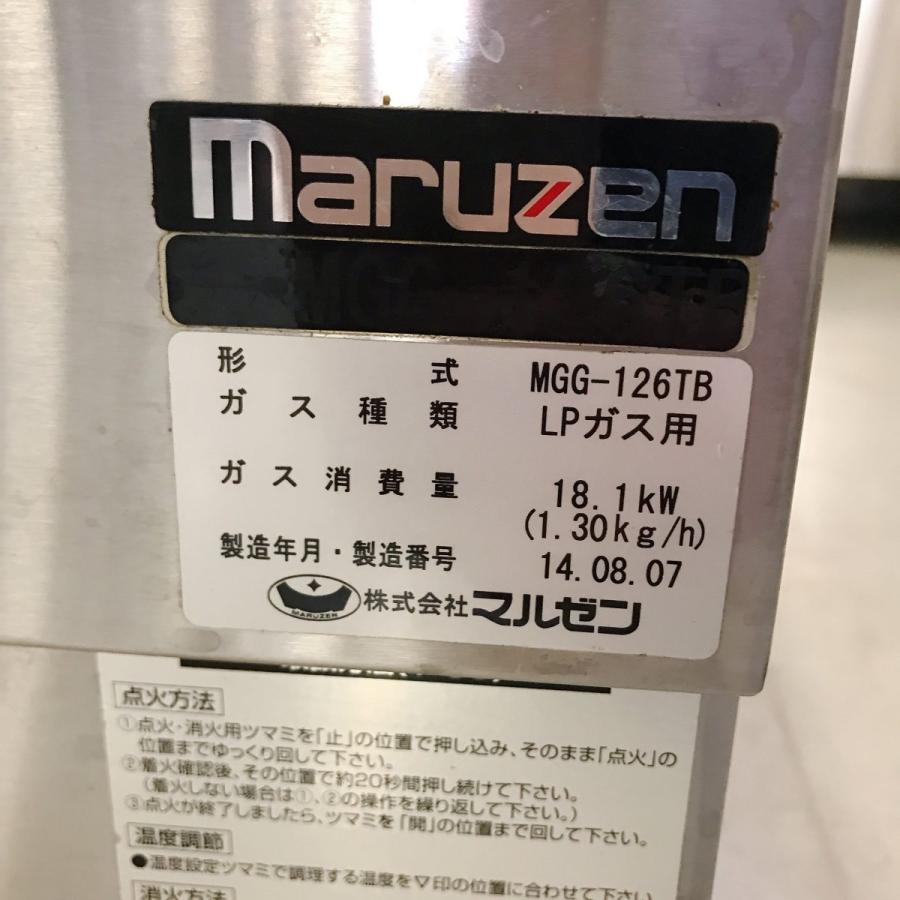 maruzen
形式 MGG-126TB
ガス種類 LPガス用
ガス消費量 18.1kW
(1.30kg/h)
製造年月・製造番号 14.08.07
MARUZEN 株式会社マルゼン
点火方法
①点火・消火用ツマミを「止」の位置で押し込み、そのまま「点火」の
位置までゆっくり回して下さい。
②着火確認後、その位置で約20秒間押し続けて下さい。
(着火しない場合は①、②の操作を繰り返して下さい。)
③点火が終了しましたら、ツマミを「開」の位置まで回して下さい。
温度調節
●温度設定ツマミで調理する温度を▽印の位置に合わせて下さい
消火方法